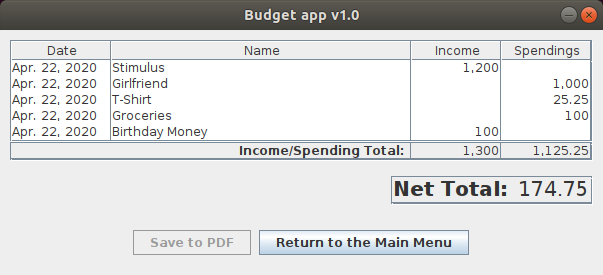 Budget app v1.0
Date Name Income Spendings
Apr. 22, 2020 Stimulus 1,200
Apr. 22, 2020 Girlfriend 1,000
Apr. 22, 2020 T-Shirt 25.25
Apr. 22, 2020 Groceries 100
Apr. 22, 2020 Birthday Money 100
Income/Spending Total: 1,300 1,125.25
Net Total: 174.75
Save to PDF Return to the Main Menu